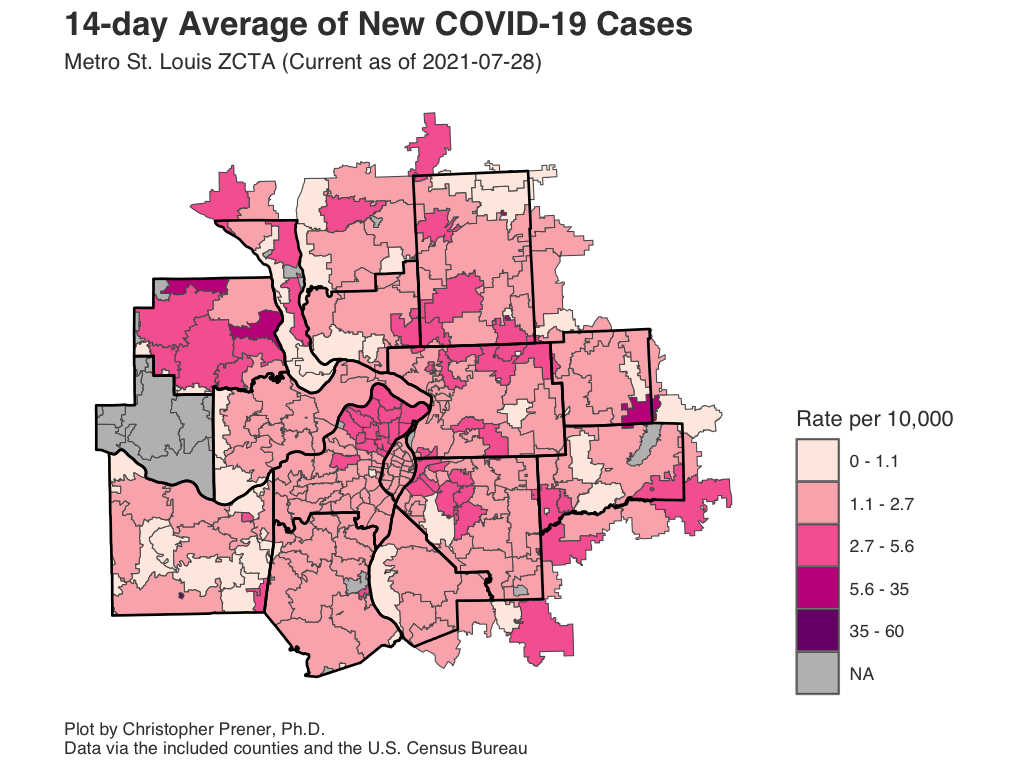 14-day Average of New COVID-19 Cases
Metro St. Louis ZCTA (Current as of 2021-07-28)
Rate per 10,000
0 - 1.1
1.1 - 2.7
2.7 - 5.6
5.6 - 35
35 - 60
NA
Plot by Christopher Prener, Ph.D.
Data via the included counties and the U.S. Census Bureau